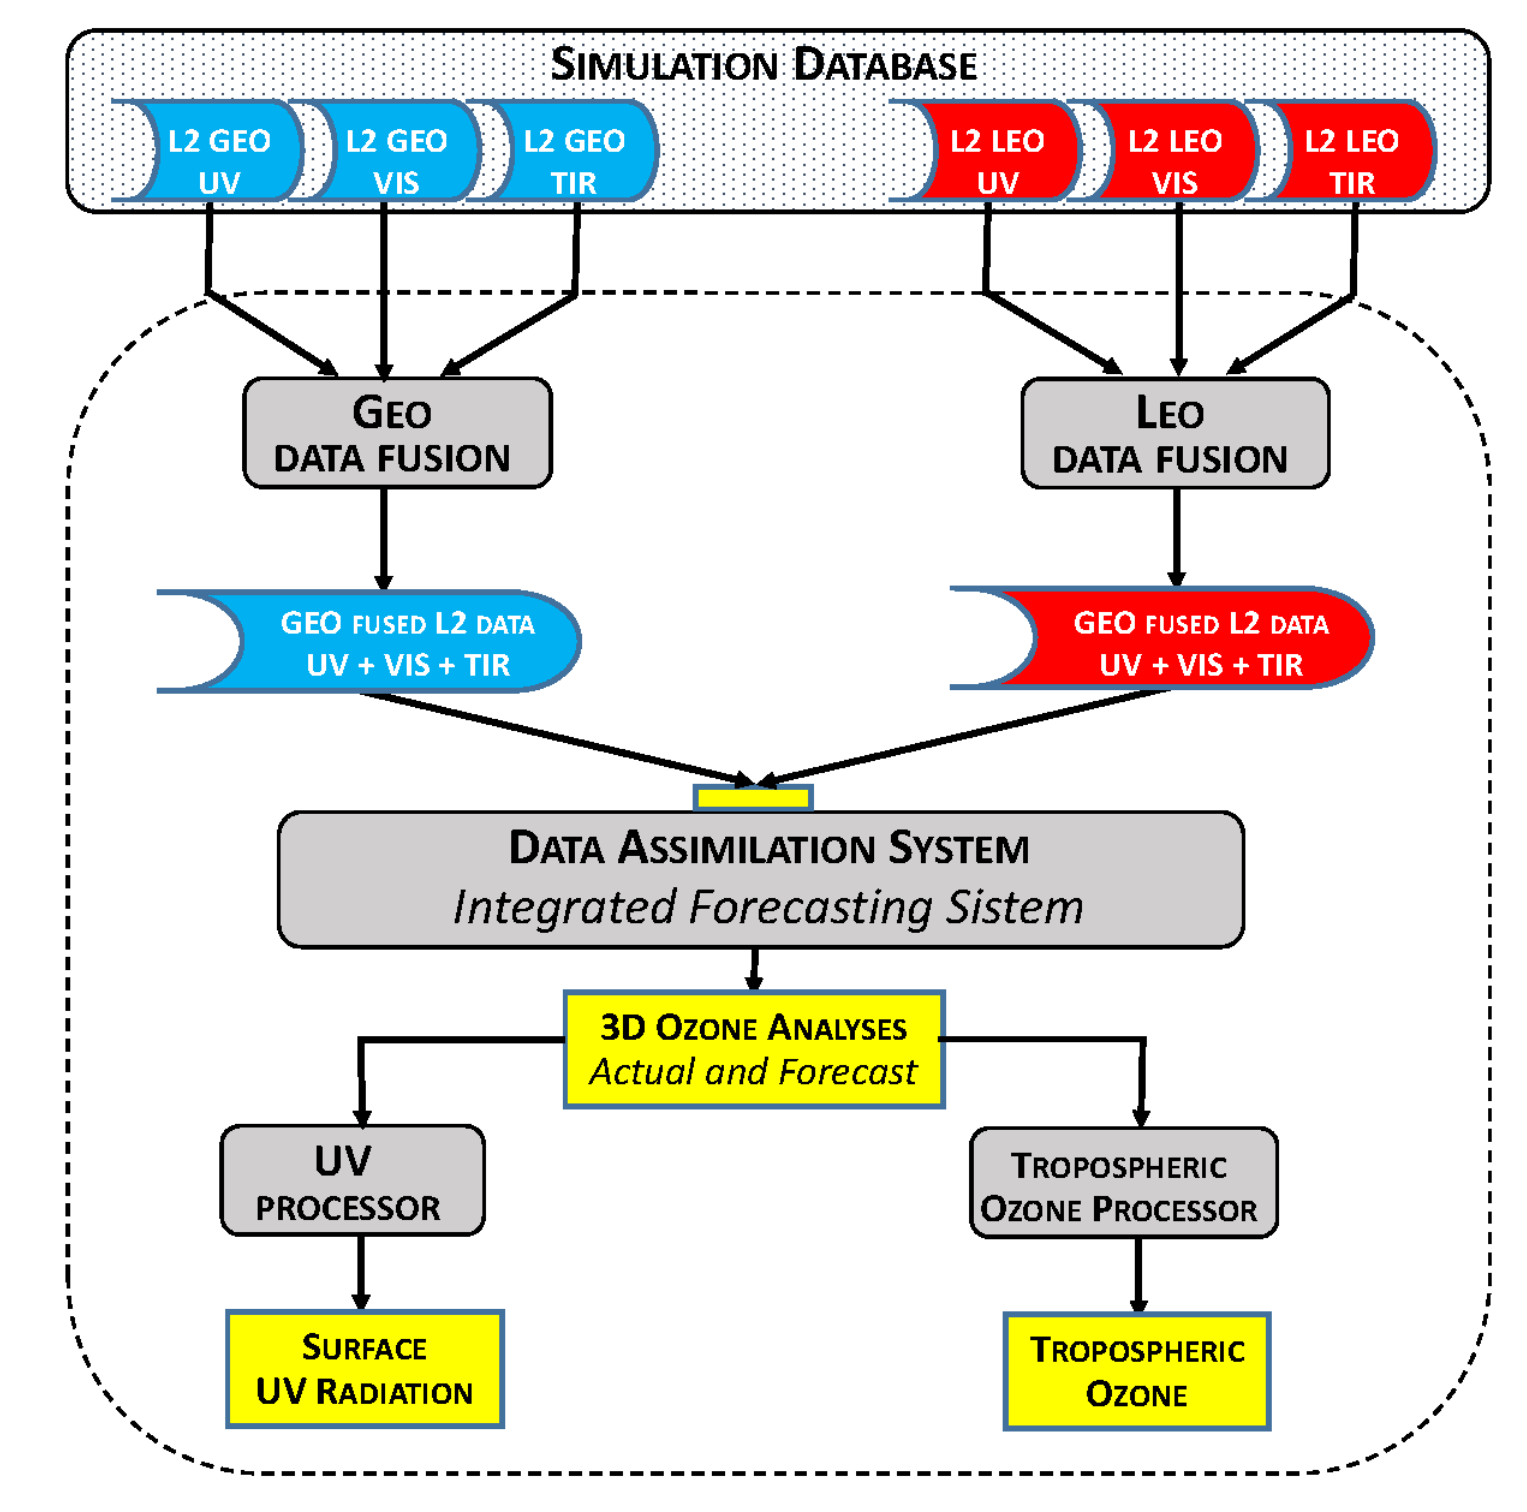 SIMULATION DATABASE
L2 GEO
UV
L2 GEO
VIS
L2 GEO
TIR
L2 LEO
UV
L2 LEO
VIS
L2 LEO
TIR
GEO
DATA FUSION
LEO
DATA FUSION
GEO FUSED L2 DATA
UV + VIS + TIR
GEO FUSED L2 DATA
UV + VIS + TIR
DATA ASSIMILATION SYSTEM
Integrated Forecasting Sistem
3D OZONE ANALYSES
Actual and Forecast
UV
PROCESSOR
TROPOSPHERIC
OZONE PROCESSOR
SURFACE
UV RADIATION
TROPOSPHERIC
OZONE